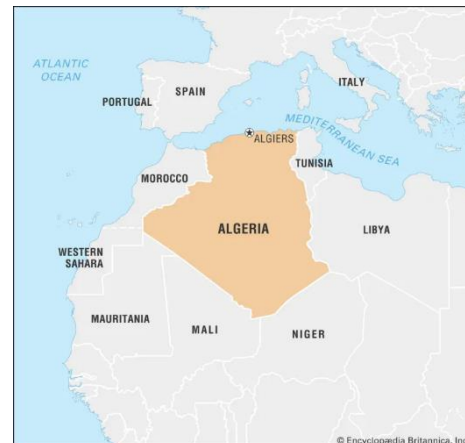 ATLANTIC
OCEAN
ITALY
SPAIN
PORTUGAL
MEDITERRANEAN SEA
ALGIERS
TUNISIA
MOROCCO
ALGERIA
LIBYA
WESTERN
SAHARA
MAURITANIA
MALI
NIGER
© Encyclopædia Britannica, Inc.